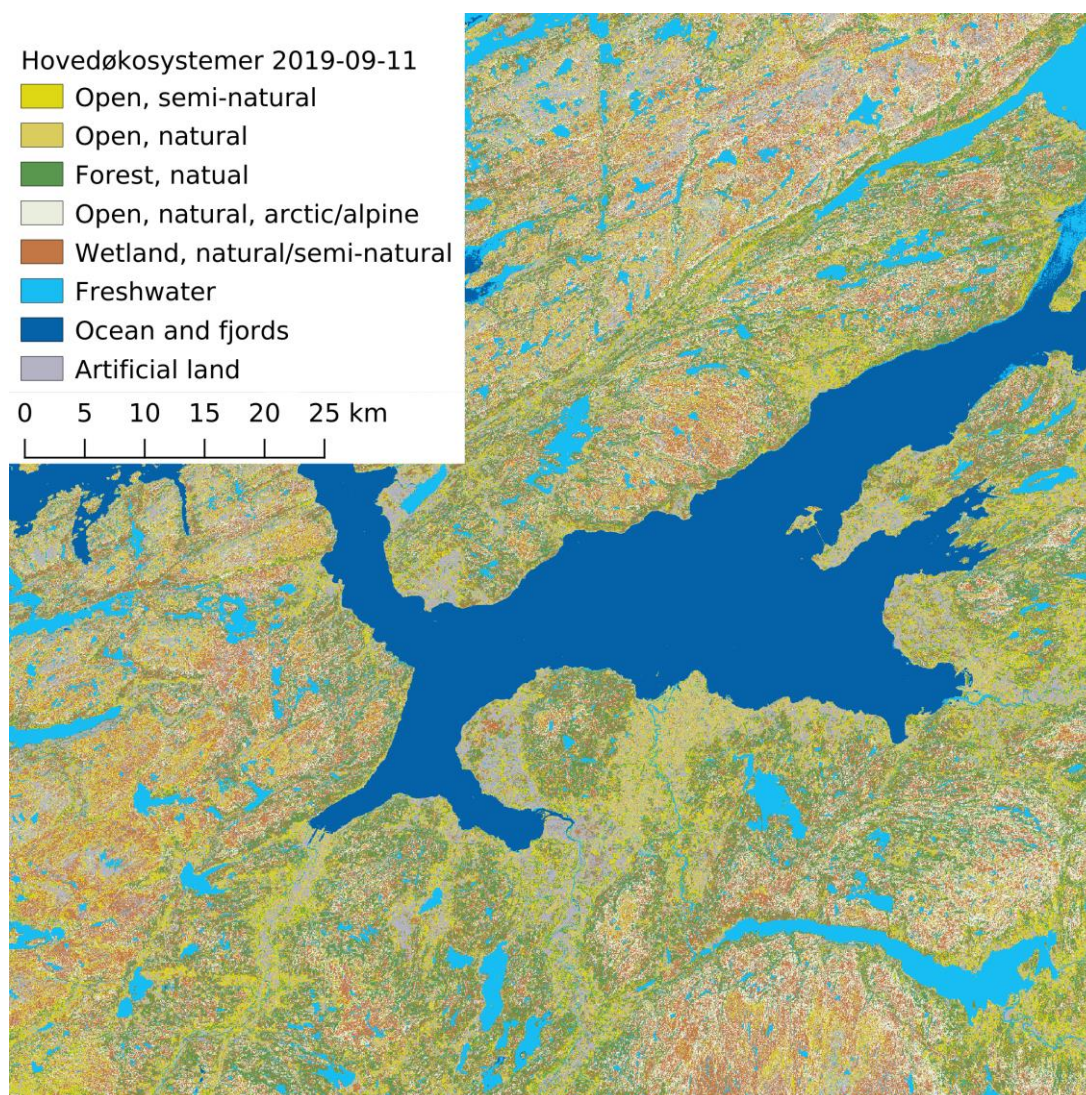 Hovedøkosystemer 2019-09-11
Open, semi-natural
Open, natural
Forest, natual
Open, natural, arctic/alpine
Wetland, natural/semi-natural
Freshwater
Ocean and fjords
Artificial land
0 5 10 15 20 25 km